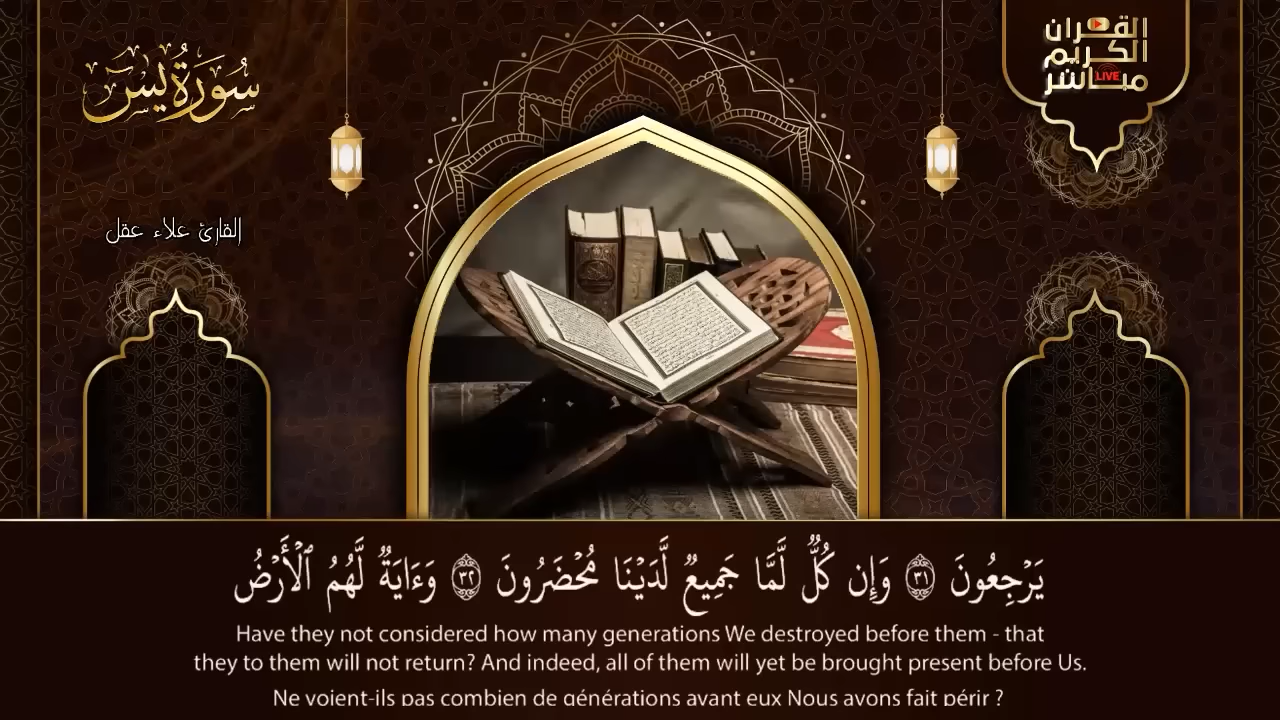 سُورَةُ يسٓ
القرآن
الكريم
مباشر
LIVE
القارئ علاء عقل
يَرۡجِعُونَ ٣١ وَإِن كُلٌّ لَّمَّا جَمِيعٌ لَّدَيۡنَا مُحۡضَرُونَ ٣٢ وَءَايَةٌ لَّهُمُ ٱلۡأَرۡضُ
Have they not considered how many generations We destroyed before them - that
they to them will not return? And indeed, all of them will yet be brought present before Us.
Ne voient-ils pas combien de générations avant eux Nous avons fait périr ?